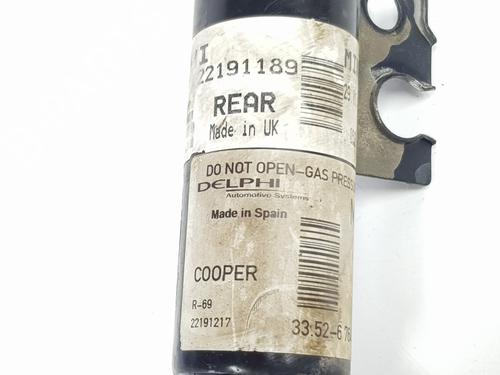 22191189
REAR
Made in UK
DO NOT OPEN-GAS
DELPHI
Automotive Systems
Made in Spain
COOPER
R-69
22191217
33.52-6